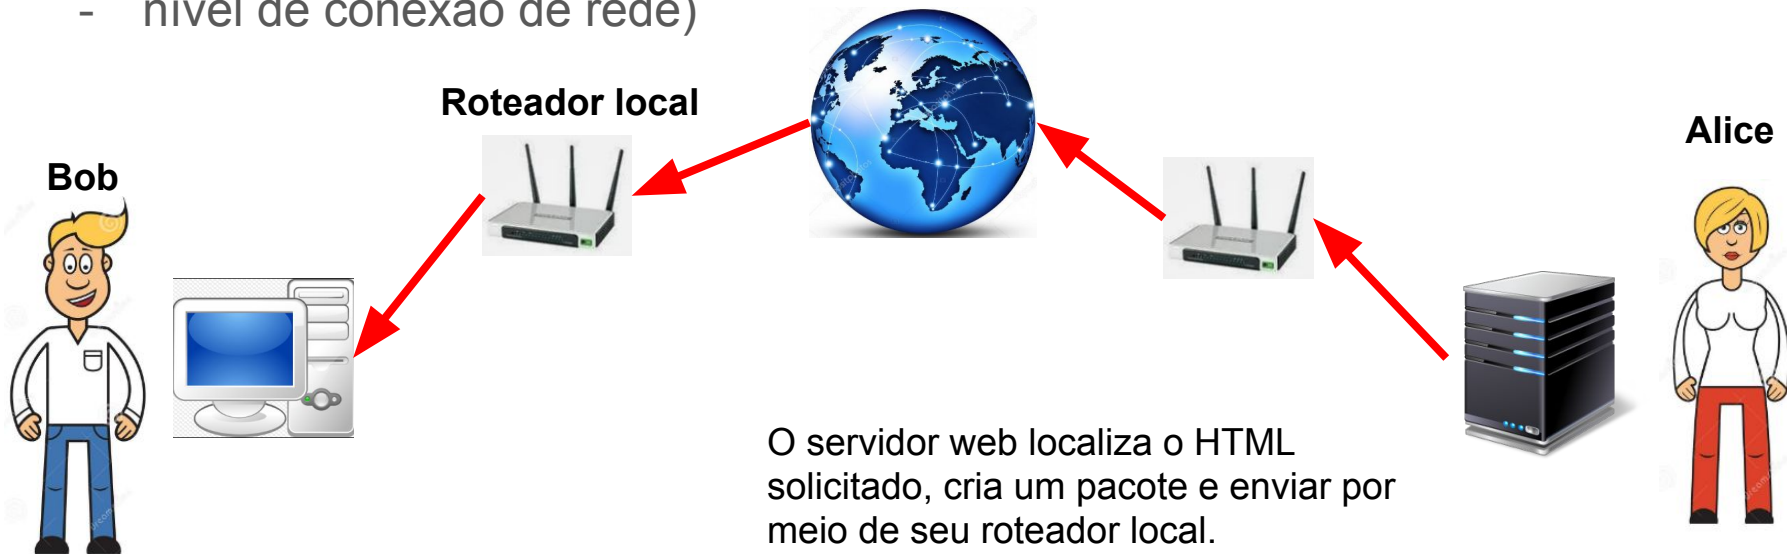 - nível de conexão de rede)
Roteador local
Alice
Bob
O servidor web localiza o HTML
solicitado, cria um pacote e enviar por
meio de seu roteador local.